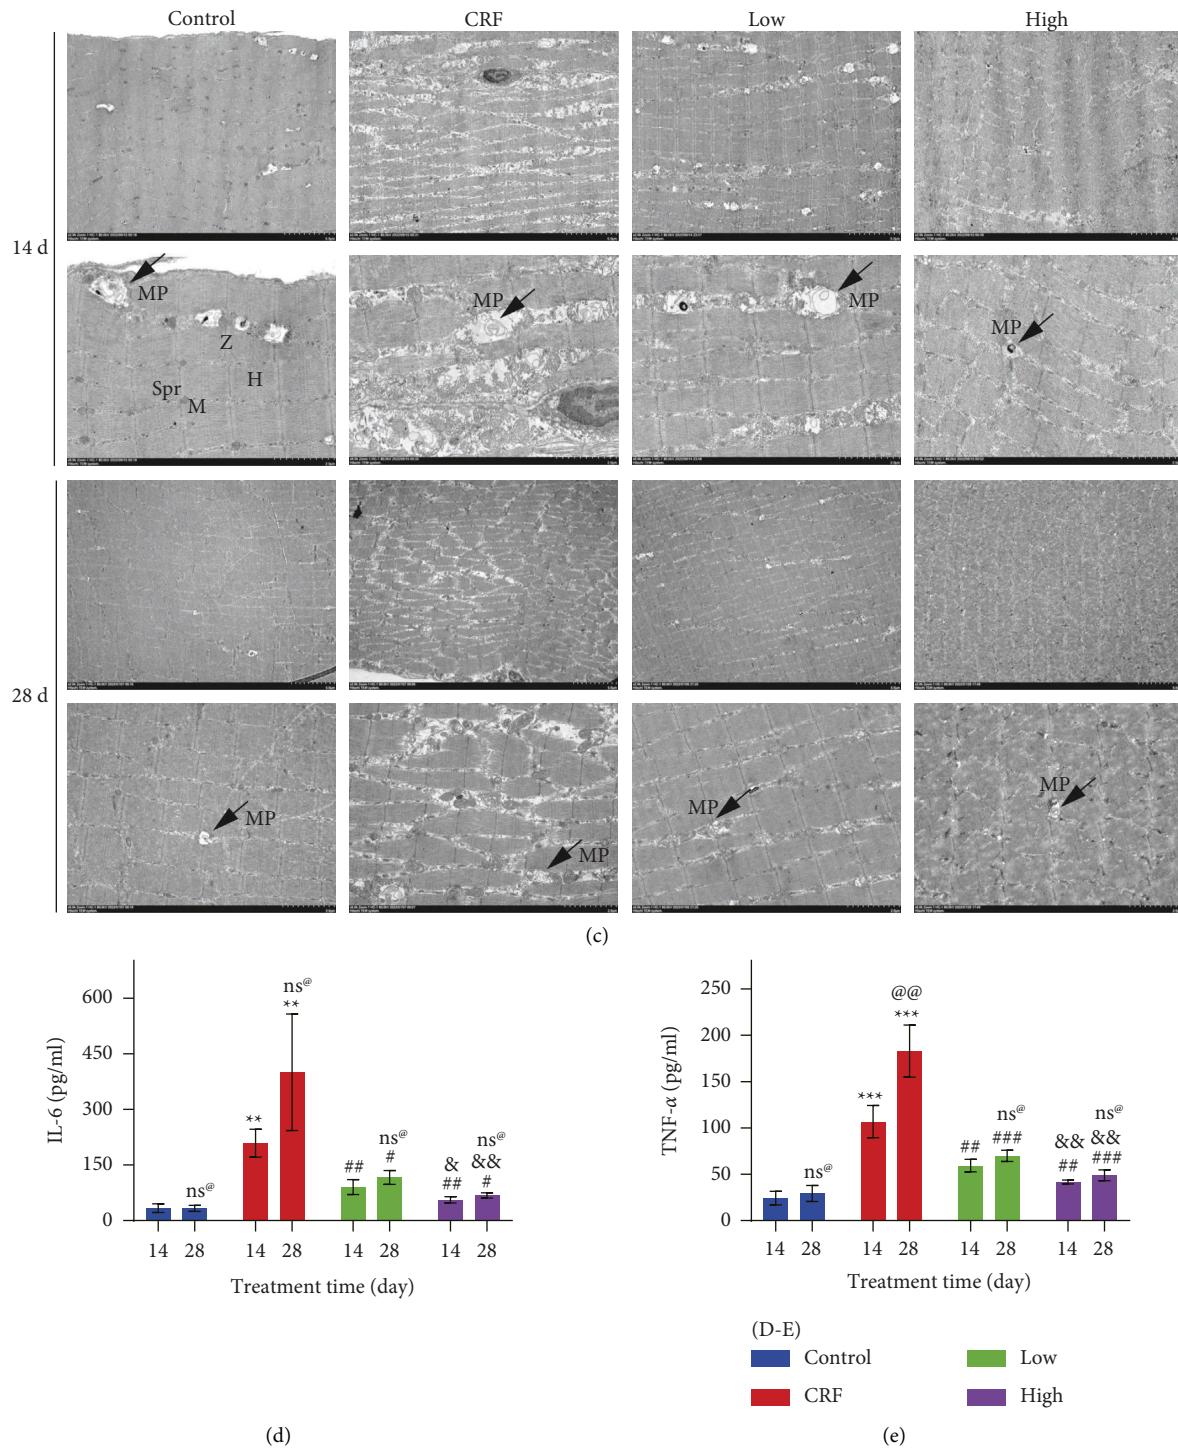 Control CRF Low High
14 d
MP
Z
H
Spr
M
MP
MP
MP
28 d
MP
MP
MP
MP
(c)
IL-6 (pg/ml)
600
450
300
150
0
**
ns@
**
ns@
##
ns@
#
&
##
ns@
&&
#
14 28 14 28 14 28 14 28
Treatment time (day)
(d)
TNF-α (pg/ml)
250
200
150
100
50
0
ns@
***
@@
***
##
ns@
###
&&
##
ns@
&&
###
14 28 14 28 14 28 14 28
Treatment time (day)
(D-E)
Control Low
CRF High
(e)